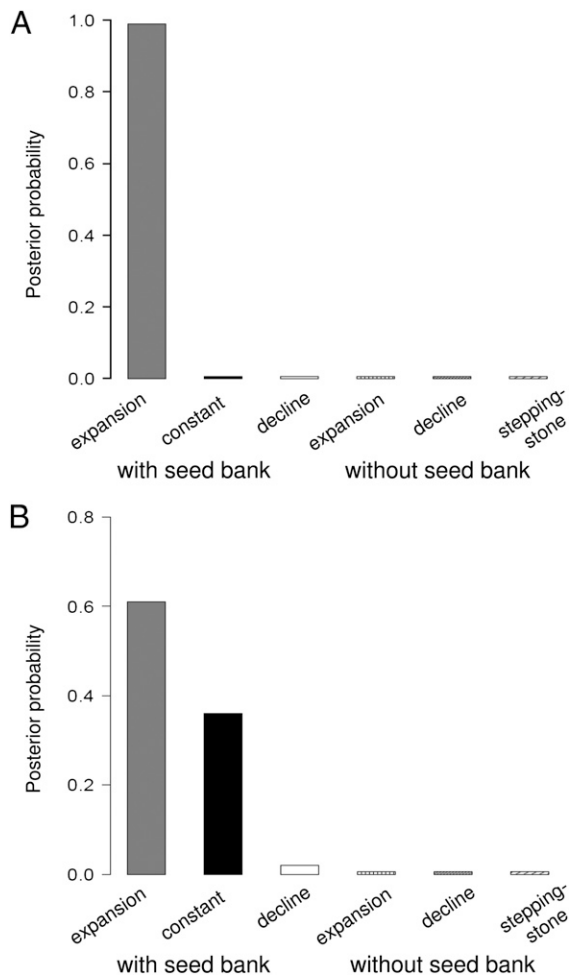 A
Posterior probability
1.0
0.8
0.6
0.4
0.2
0.0
expansion
constant
decline
expansion
decline
stepping-
stone
with seed bank
without seed bank
B
Posterior probability
0.8
0.6
0.4
0.2
0.0
expansion
constant
decline
expansion
decline
stepping-
stone
with seed bank
without seed bank